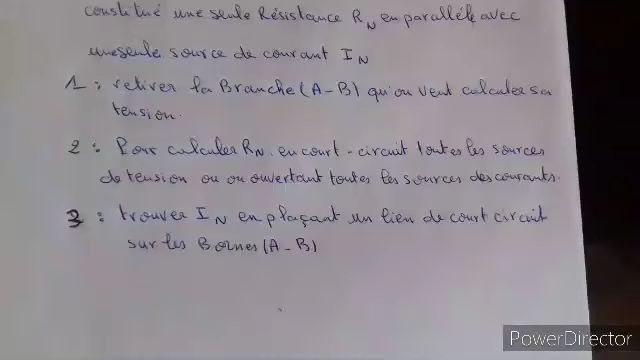 constitué une seule Résistance RN en parallèle avec
une seule source de courant IN
1 : retirer la Branche (A-B) qu'on veut calculer sa
tension.
2 : Pour calculer RN. en court-circuit toutes les sources
de tension ou on ouvertant toutes les sources des courants.
3 : trouver IN en plaçant un lien de court circuit
sur les Bornes (A-B)
PowerDirector